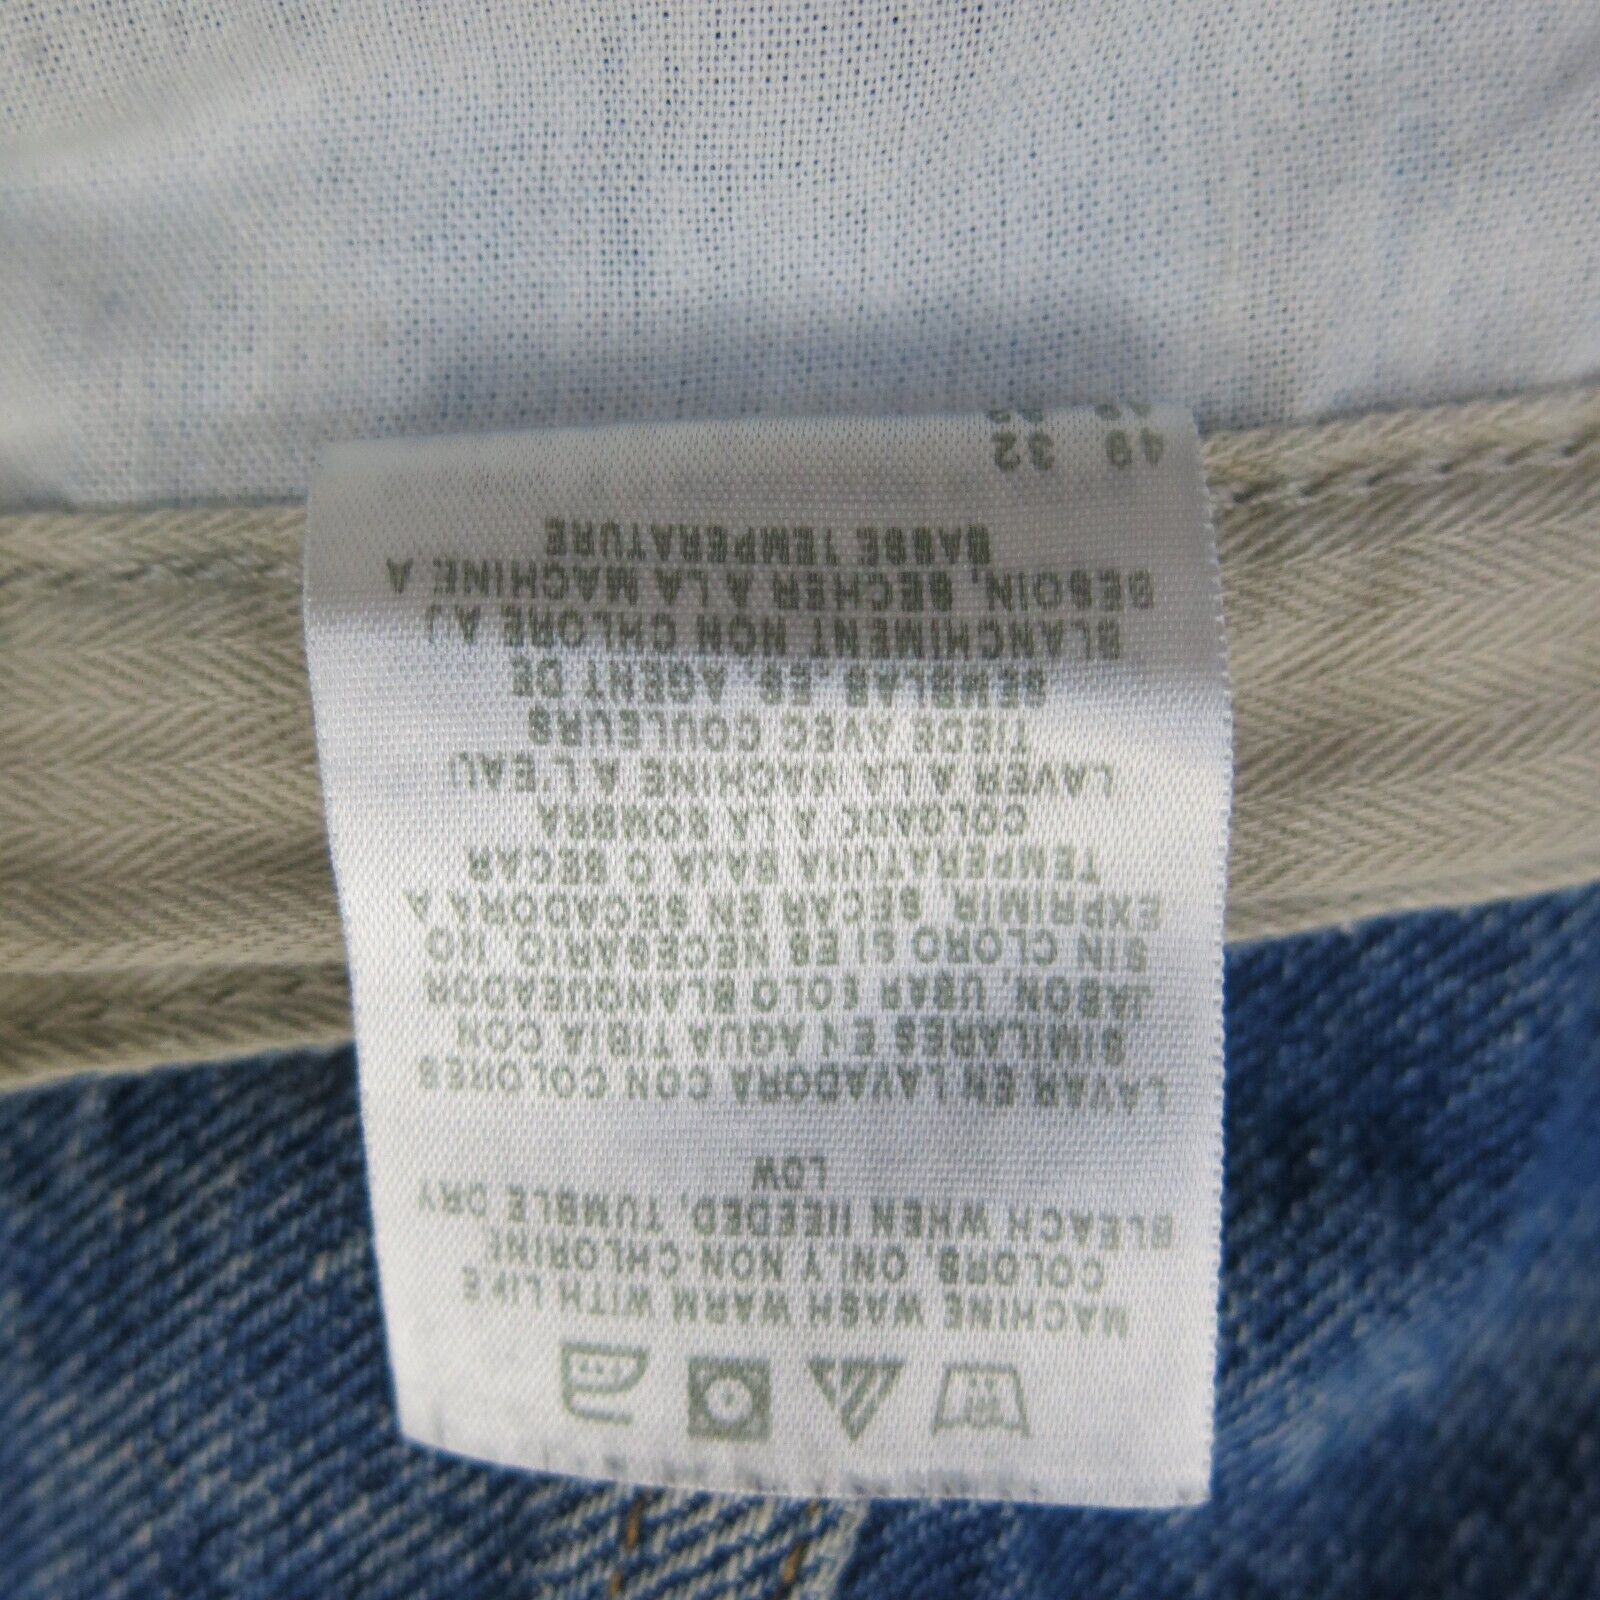 MACHINE WASH WARM WITH LIKE
COLORS, ONLY NON-CHLORINE
BLEACH WHEN NEEDED, TUMBLE DRY
LOW
LAVAR EN LAVADORA CON COLORES
SIMILARES EN AGUA TIBIA CON
JABON, USAR SOLO BLANQUEADOR
SIN CLORO SI ES NECESARIO, NO
EXPRIMIR, SECAR EN SECADORA A
TEMPERATURA BAJA O SECAR
COLGADO A LA SOMBRA
LAVER A LA MACHINE A L'EAU
TIEDE AVEC COULEURS
SEMBLABLES, AGENT DE
BLANCHIMENT NON CHLORE AU
BESOIN, SECHER A LA MACHINE A
BASSE TEMPERATURE
49 32